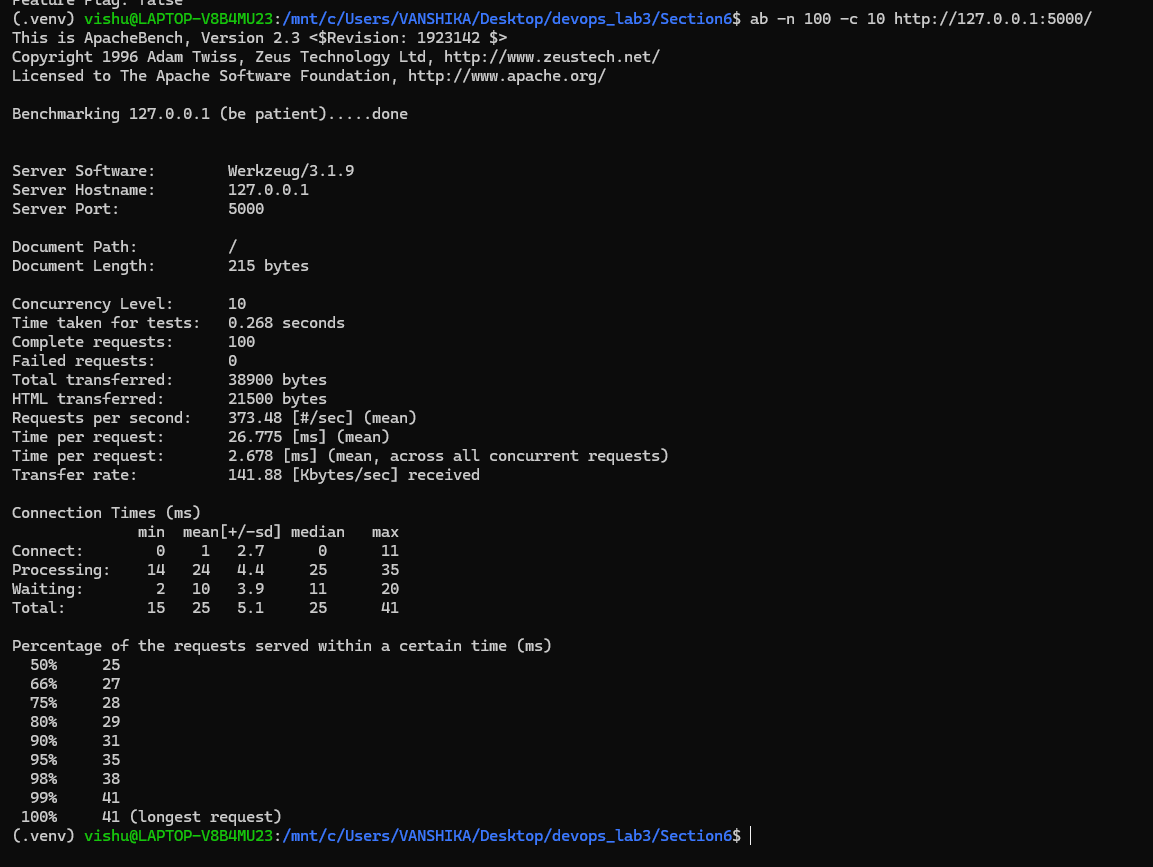 Feature Flag: false
(.venv) vishu@LAPTOP-V8B4MU23:/mnt/c/Users/VANSHIKA/Desktop/devops_lab3/Section6$ ab -n 100 -c 10 http://127.0.0.1:5000/
This is ApacheBench, Version 2.3 <$Revision: 1923142 $>
Copyright 1996 Adam Twiss, Zeus Technology Ltd, http://www.zeustech.net/
Licensed to The Apache Software Foundation, http://www.apache.org/

Benchmarking 127.0.0.1 (be patient).....done


Server Software:        Werkzeug/3.1.9
Server Hostname:        127.0.0.1
Server Port:            5000

Document Path:          /
Document Length:        215 bytes

Concurrency Level:      10
Time taken for tests:   0.268 seconds
Complete requests:      100
Failed requests:        0
Total transferred:      38900 bytes
HTML transferred:       21500 bytes
Requests per second:    373.48 [#/sec] (mean)
Time per request:       26.775 [ms] (mean)
Time per request:       2.678 [ms] (mean, across all concurrent requests)
Transfer rate:          141.88 [Kbytes/sec] received

Connection Times (ms)
              min  mean[+/-sd] median   max
Connect:        0    1   2.7      0      11
Processing:    14   24   4.4     25      35
Waiting:        2   10   3.9     11      20
Total:         15   25   5.1     25      41

Percentage of the requests served within a certain time (ms)
  50%     25
  66%     27
  75%     28
  80%     29
  90%     31
  95%     35
  98%     38
  99%     41
 100%     41 (longest request)
(.venv) vishu@LAPTOP-V8B4MU23:/mnt/c/Users/VANSHIKA/Desktop/devops_lab3/Section6$